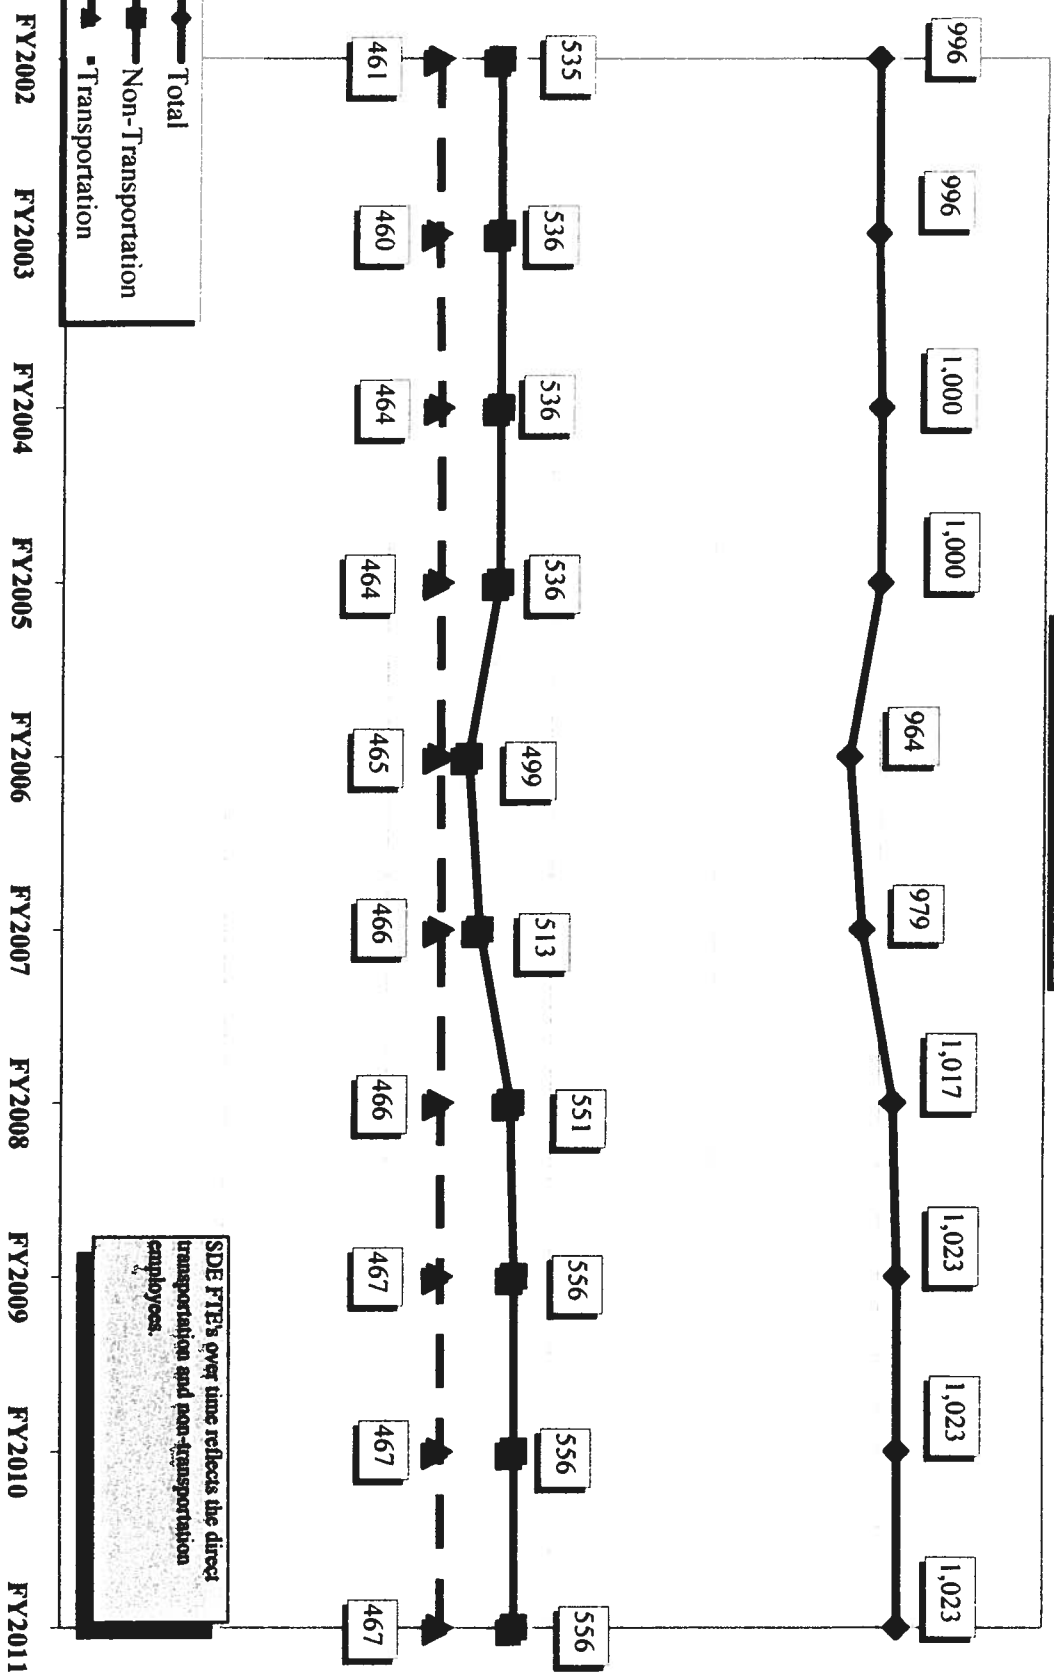 996
996
1,000
1,000
964
979
1,017
1,023
1,023
1,023
535
536
536
536
499
513
551
556
556
556
461
460
464
464
465
466
466
467
467
467
Total
Non-Transportation
Transportation
SDE FTE's over time reflects the direct
transportation and non-transportation
employees.
FY2002
FY2003
FY2004
FY2005
FY2006
FY2007
FY2008
FY2009
FY2010
FY2011